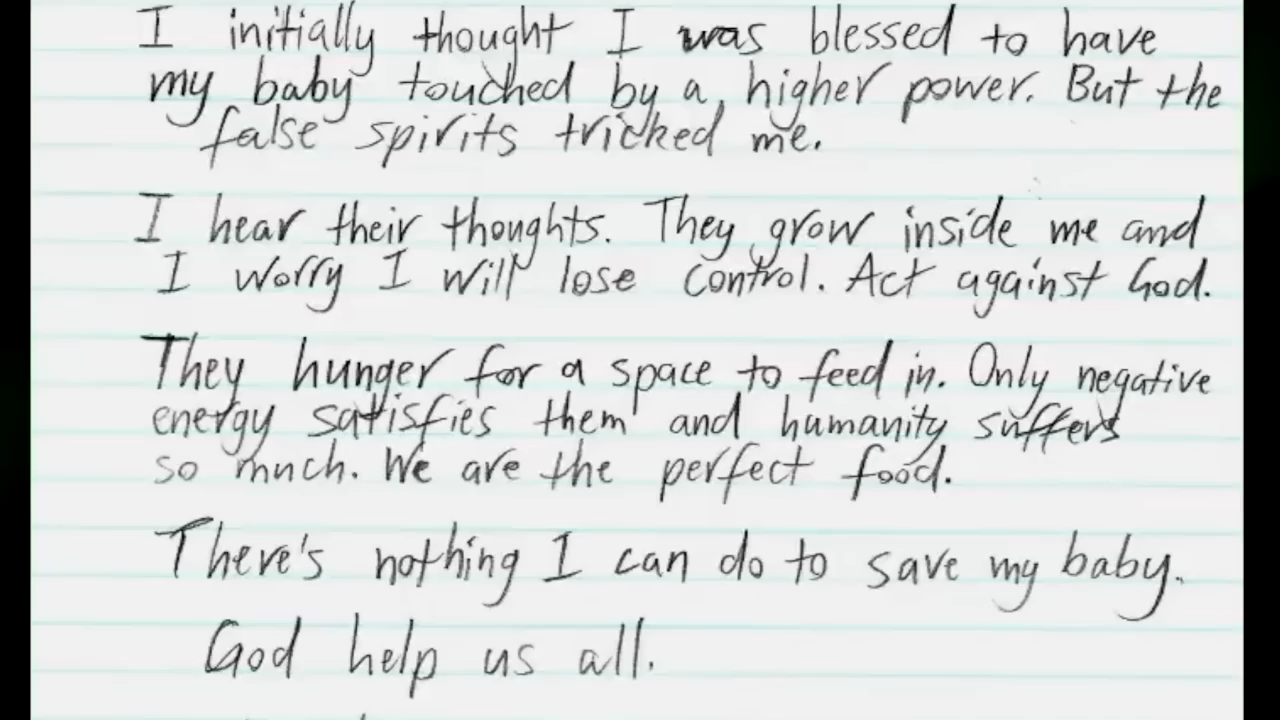 I initially thought I was blessed to have
my baby touched by a higher power. But the
false spirits tricked me.
I hear their thoughts. They grow inside me and
I worry I will lose control. Act against God.
They hunger for a space to feed in. Only negative
energy satisfies them and humanity suffers
so much. We are the perfect food.
There's nothing I can do to save my baby.
God help us all.